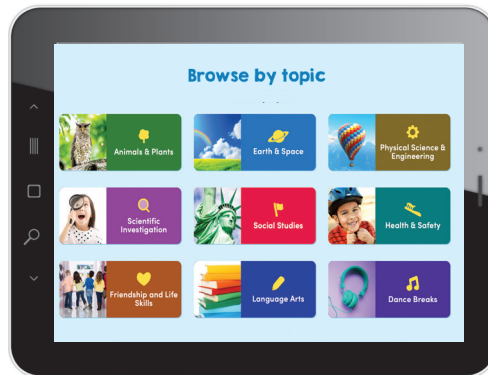 Browse by topic
Animals & Plants
Earth & Space
Physical Science &
Engineering
Scientific
Investigation
Social Studies
Health & Safety
Friendship and Life
Skills
Language Arts
Dance Breaks